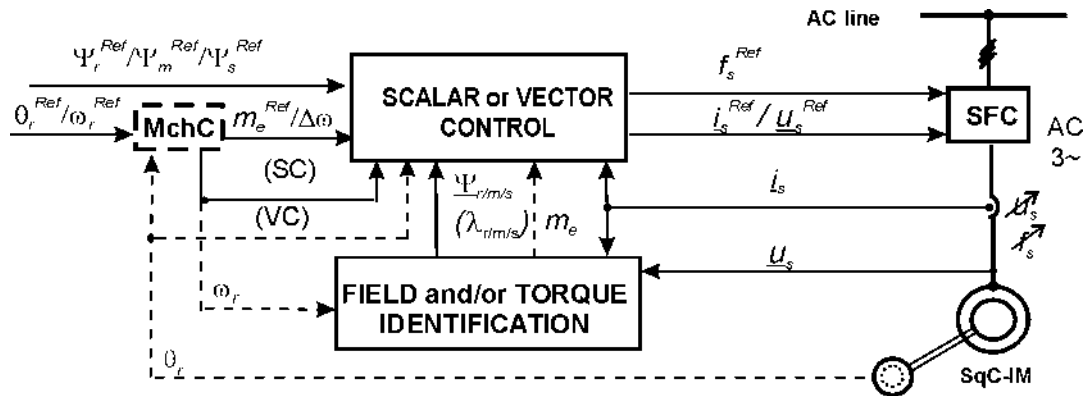 AC line
Ψr^Ref/Ψm^Ref/Ψs^Ref
fs^Ref
θr^Ref/ωr^Ref
MchC
me^Ref/Δω
SCALAR or VECTOR
CONTROL
is^Ref / us^Ref
SFC
AC
3~
(SC)
(VC)
Ψr/m/s
(λr/m/s)
me
is
us
fs
us
ωr
FIELD and/or TORQUE
IDENTIFICATION
θr
SqC-IM